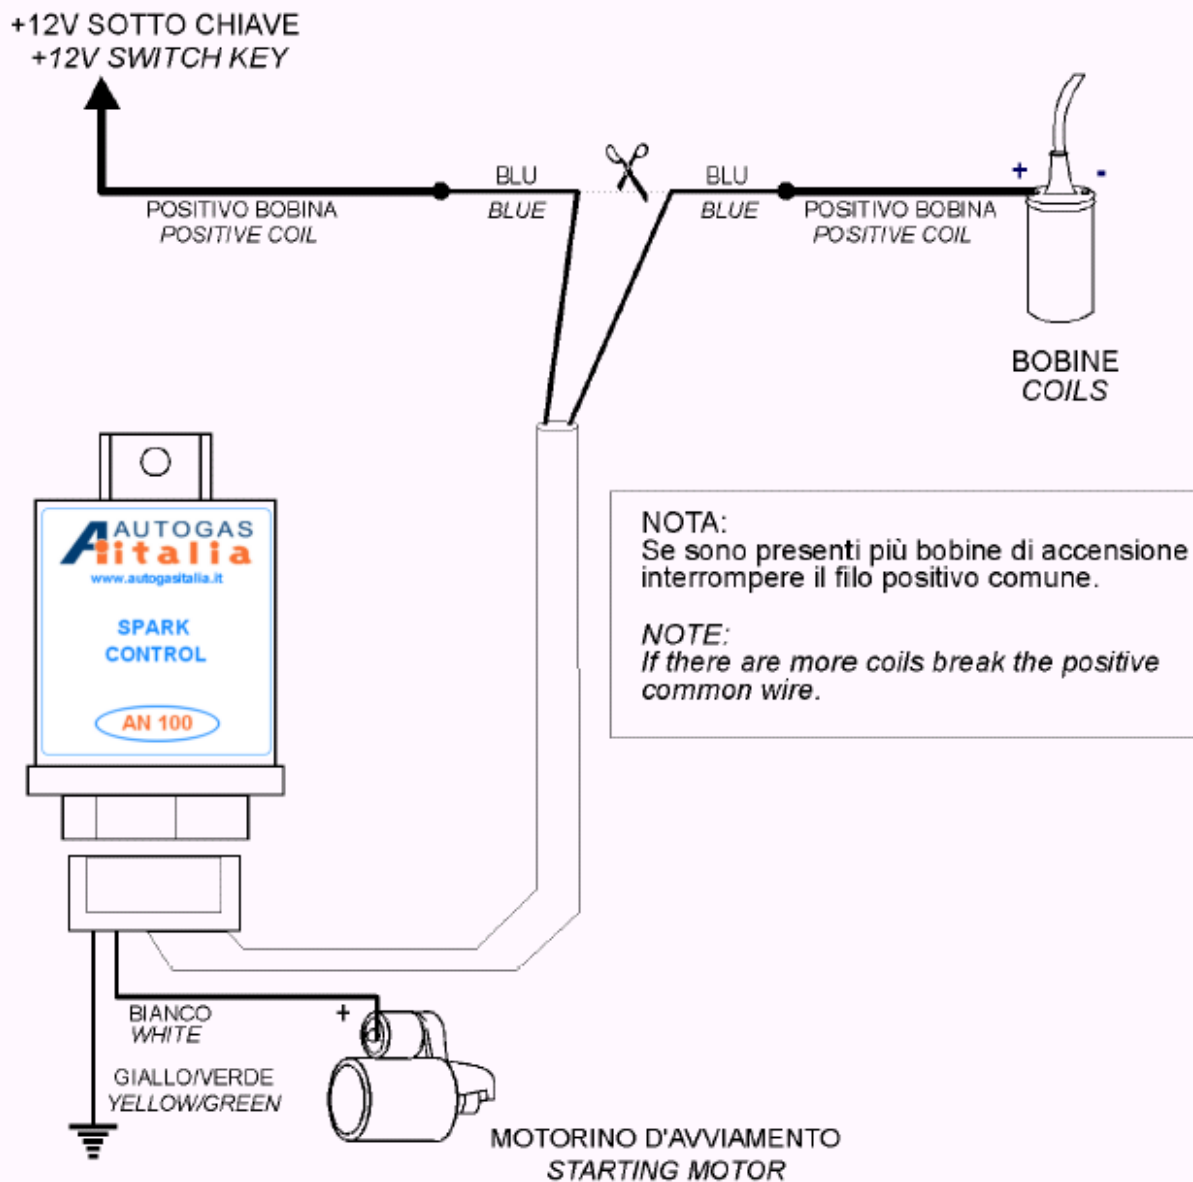 +12V SOTTO CHIAVE
+12V SWITCH KEY
BLU
BLUE
BLU
BLUE
+
-
POSITIVO BOBINA
POSITIVE COIL
POSITIVO BOBINA
POSITIVE COIL
BOBINE
COILS
AUTOGAS
italia
www.autogasitalia.it
SPARK
CONTROL
AN 100
NOTA:
Se sono presenti più bobine di accensione
interrompere il filo positivo comune.
NOTE:
If there are more coils break the positive
common wire.
BIANCO
WHITE
+
GIALLO/VERDE
YELLOW/GREEN
MOTORINO D'AVVIAMENTO
STARTING MOTOR